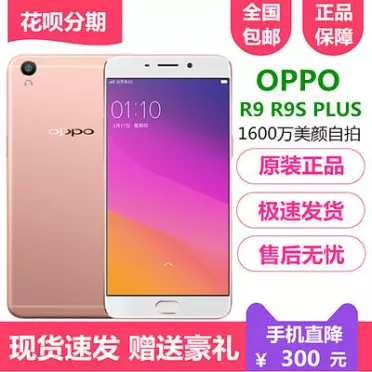 花呗分期
全国
包邮
正品
保障
OPPO
R9 R9S PLUS
1600万美颜自拍
原装正品
极速发货
售后无忧
oppo
01:10
现货速发 赠送豪礼
手机直降
¥ 300 元